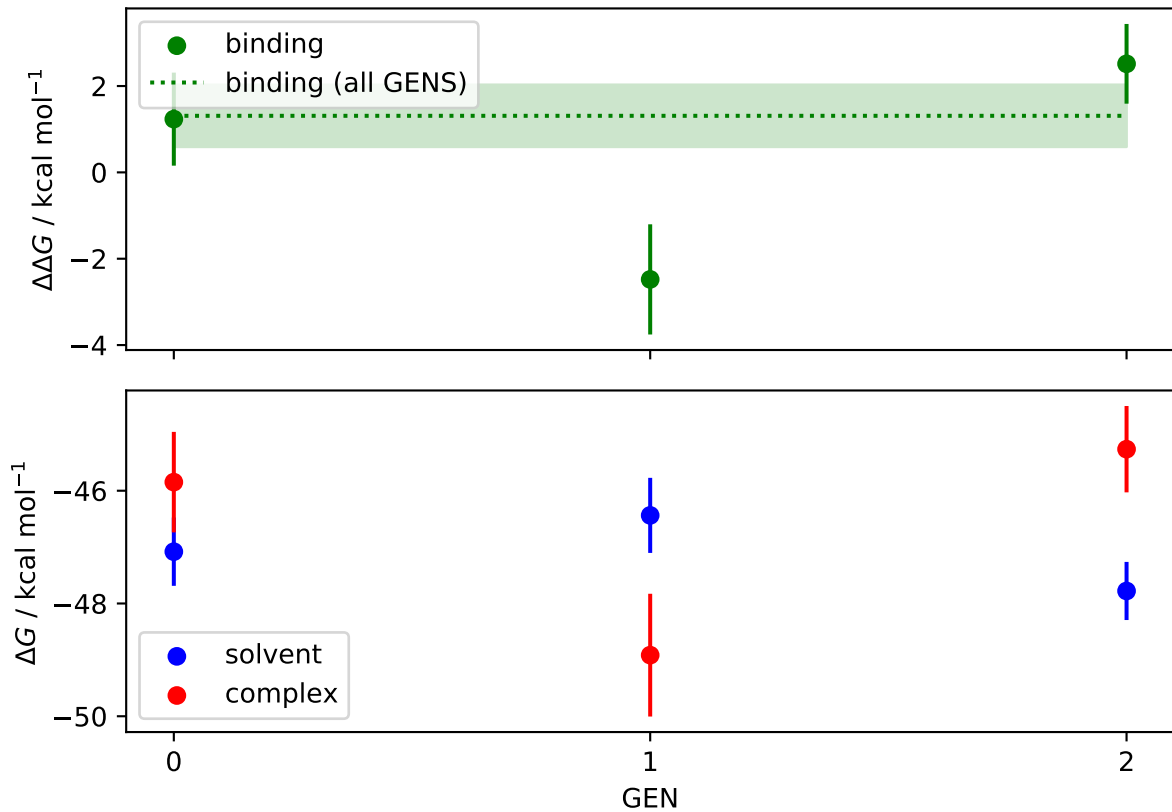 binding
binding (all GENS)
2
0
−2
−4
ΔΔG / kcal mol⁻¹
−46
−48
−50
ΔG / kcal mol⁻¹
solvent
complex
0 1 2
GEN